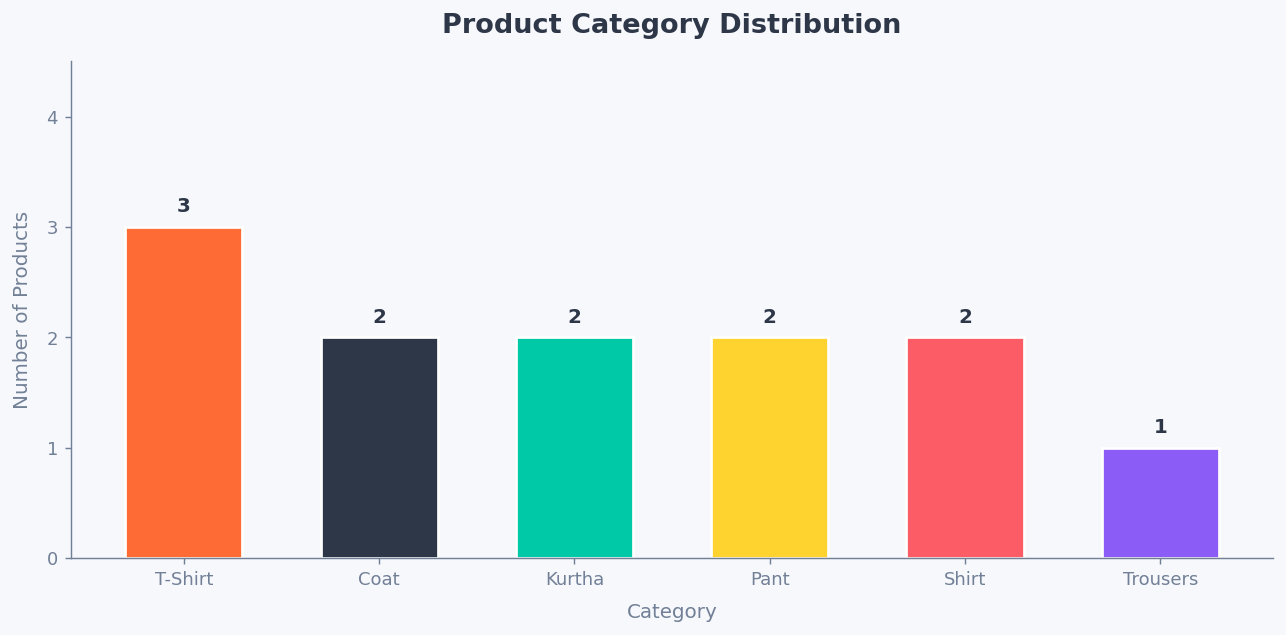 Product Category Distribution
Number of Products
4
3
2
1
0
3
2
2
2
2
1
T-Shirt Coat Kurtha Pant Shirt Trousers
Category